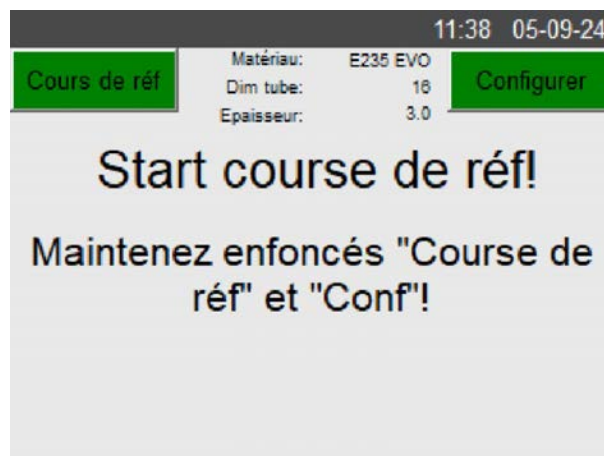 11:38 05-09-24
Cours de réf
Matériau: E235 EVO
Dim tube: 16
Epaisseur: 3.0
Configurer
Start course de réf!
Maintenez enfoncés "Course de
réf" et "Conf"!